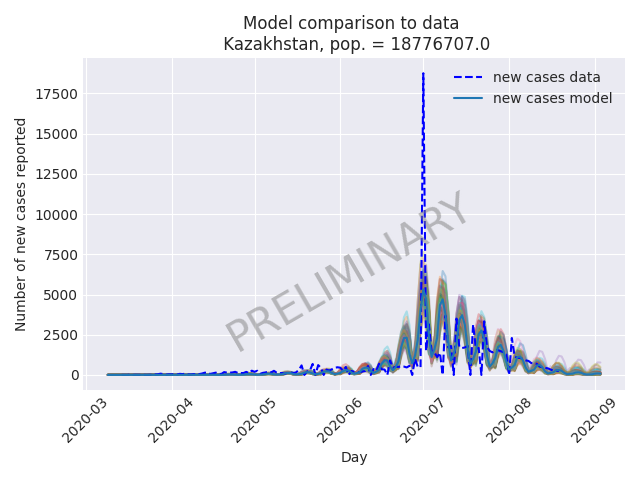 Model comparison to data
Kazakhstan, pop. = 18776707.0
new cases data
new cases model
17500
15000
12500
10000
7500
5000
2500
0
Number of new cases reported
PRELIMINARY
2020-03
2020-04
2020-05
2020-06
2020-07
2020-08
2020-09
Day